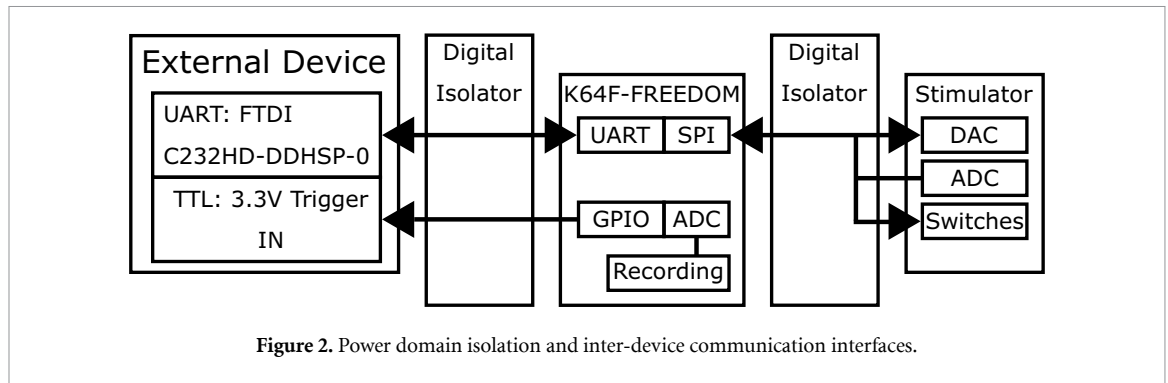 External Device
UART: FTDI
C232HD-DDHSP-0
TTL: 3.3V Trigger
IN
Digital
Isolator
K64F-FREEDOM
UART
SPI
GPIO
ADC
Recording
Digital
Isolator
Stimulator
DAC
ADC
Switches
Figure 2. Power domain isolation and inter-device communication interfaces.